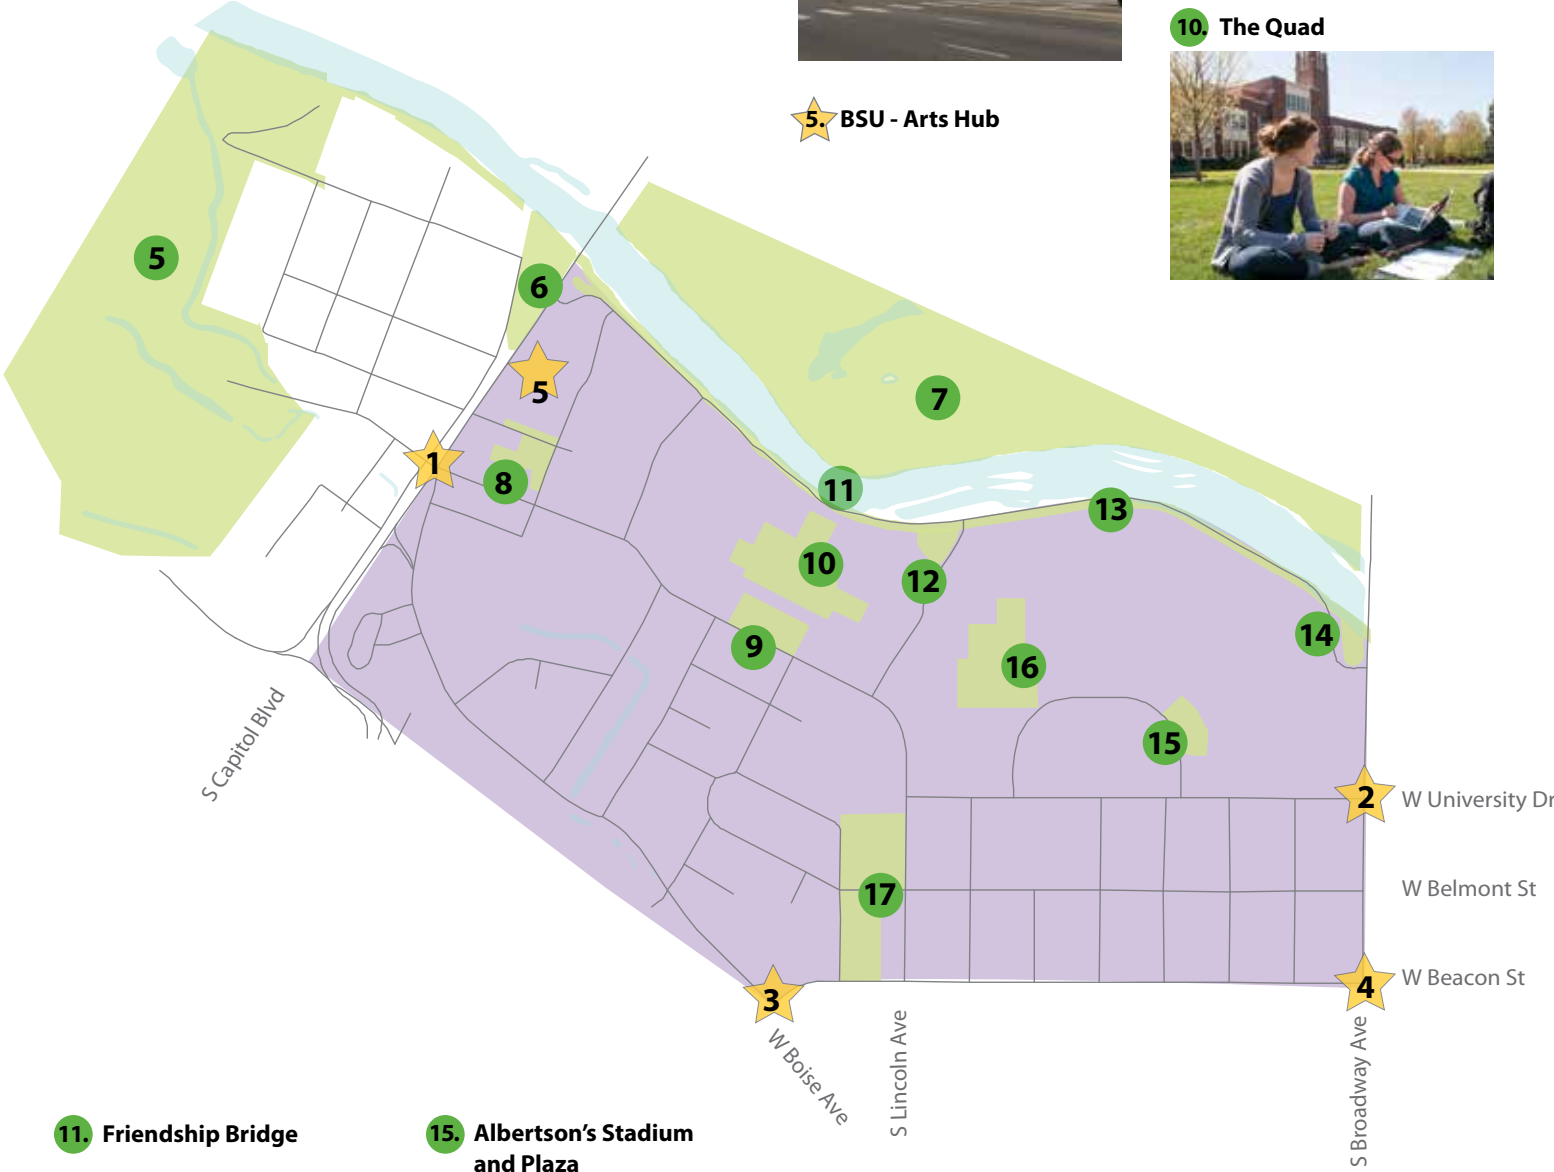 10. The Quad
5. BSU - Arts Hub
5
6
5
7
1
8
11
13
10
12
14
9
16
15
2
W University Dr
W Belmont St
17
W Beacon St
4
3
S Capitol Blvd
W Boise Ave
S Lincoln Ave
S Broadway Ave
11. Friendship Bridge
15. Albertson's Stadium
and Plaza